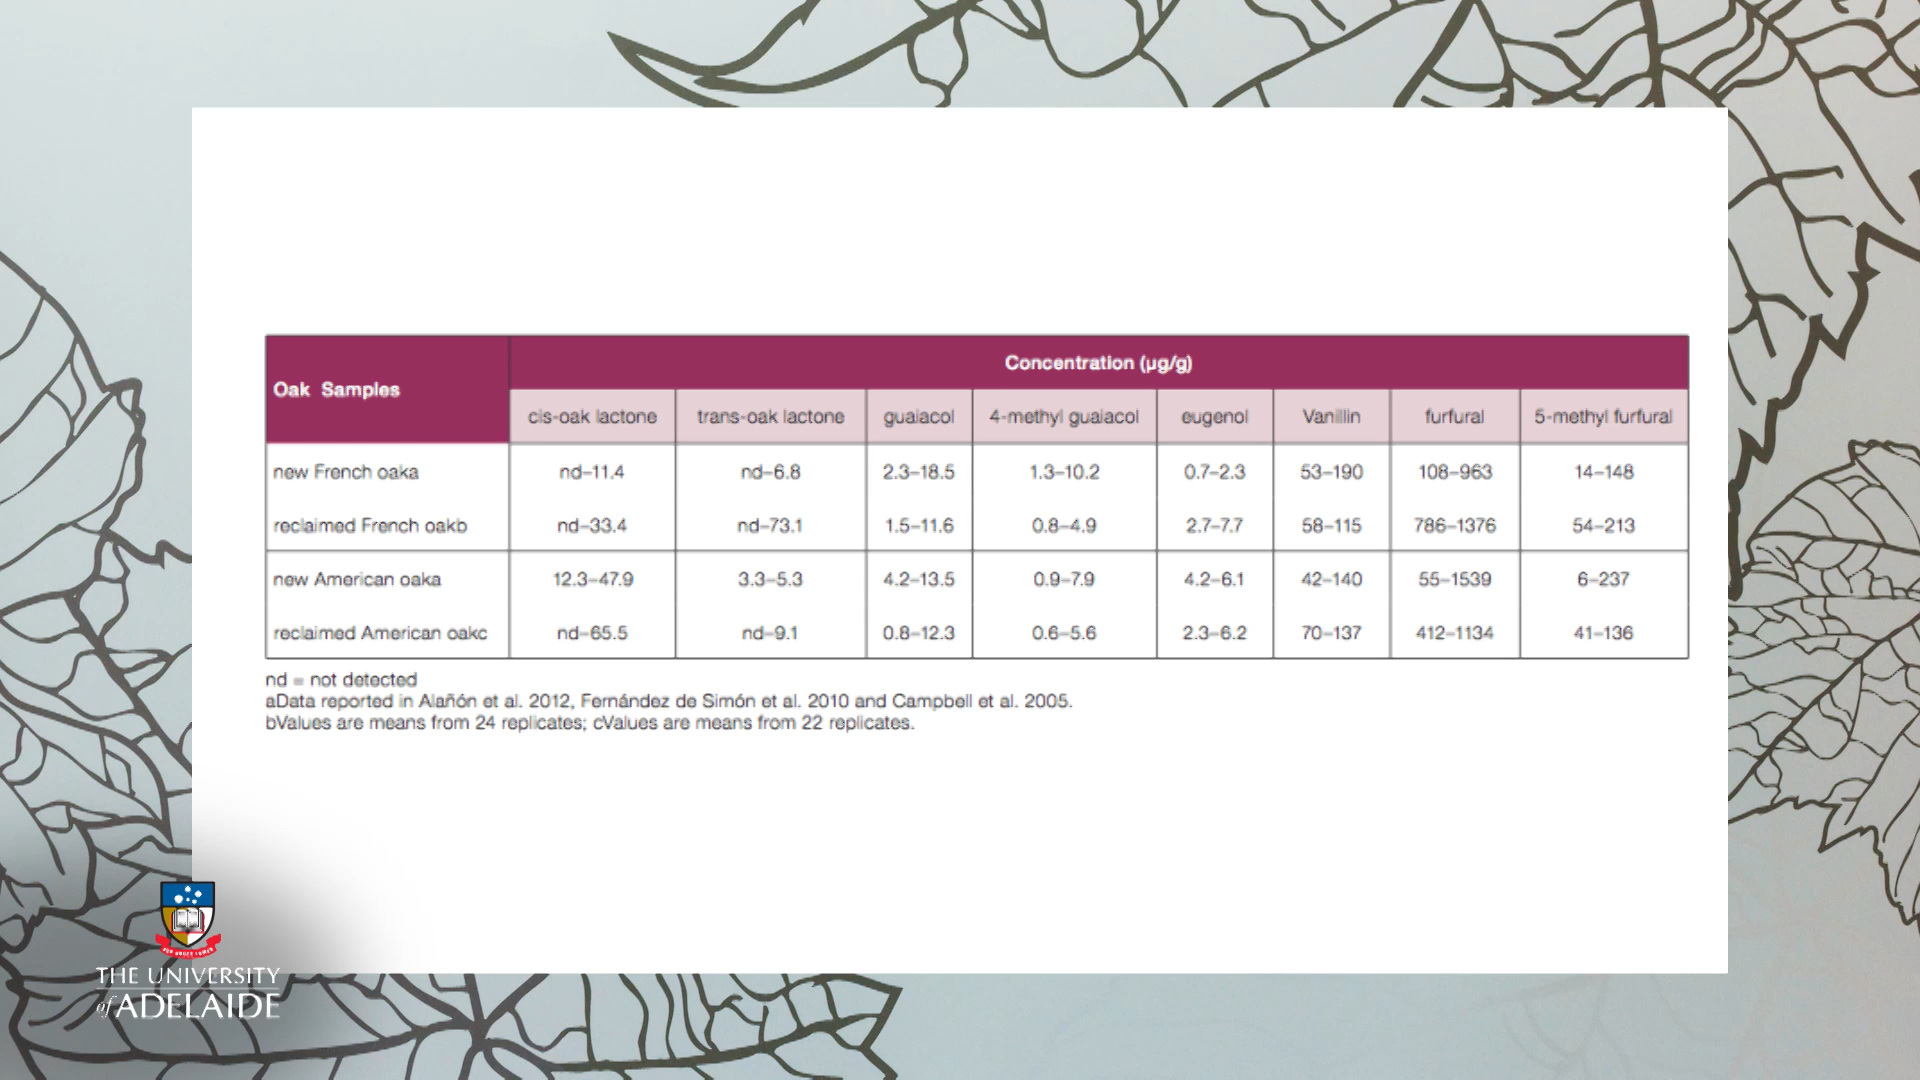 Oak Samples Concentration (µg/g)
cis-oak lactone trans-oak lactone guaiacol 4-methyl guaiacol eugenol Vanillin furfural 5-methyl furfural
new French oaka nd–11.4 nd–6.8 2.3–18.5 1.3–10.2 0.7–2.3 53–190 108–963 14–148
reclaimed French oakb nd–33.4 nd–73.1 1.5–11.6 0.8–4.9 2.7–7.7 58–115 786–1376 54–213
new American oaka 12.3–47.9 3.3–5.3 4.2–13.5 0.9–7.9 4.2–6.1 42–140 55–1539 6–237
reclaimed American oakc nd–65.5 nd–9.1 0.8–12.3 0.6–5.6 2.3–6.2 70–137 412–1134 41–136
nd = not detected
aData reported in Alañón et al. 2012, Fernández de Simón et al. 2010 and Campbell et al. 2005.
bValues are means from 24 replicates; cValues are means from 22 replicates.
THE UNIVERSITY
of ADELAIDE